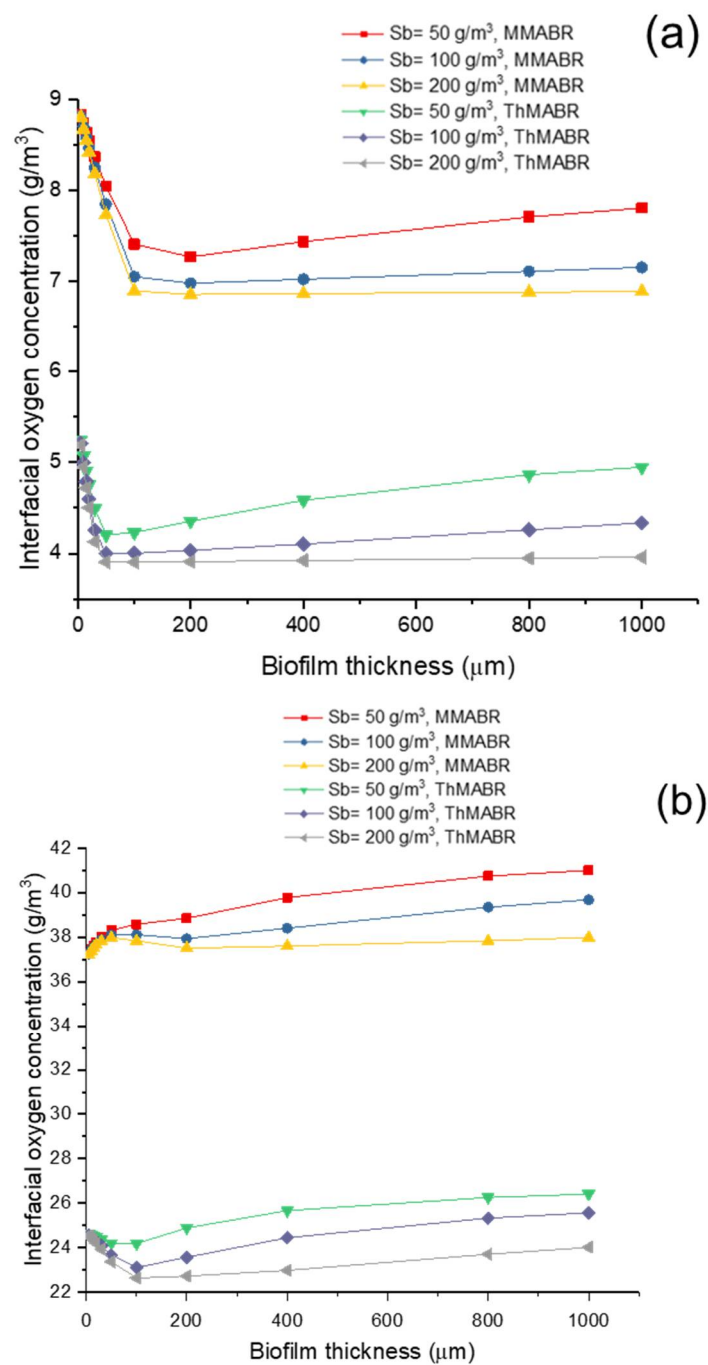 (a)
Sb= 50 g/m³, MMABR
Sb= 100 g/m³, MMABR
Sb= 200 g/m³, MMABR
Sb= 50 g/m³, ThMABR
Sb= 100 g/m³, ThMABR
Sb= 200 g/m³, ThMABR
Interfacial oxygen concentration (g/m³)
9
8
7
6
5
4
0 200 400 600 800 1000
Biofilm thickness (μm)
(b)
Sb= 50 g/m³, MMABR
Sb= 100 g/m³, MMABR
Sb= 200 g/m³, MMABR
Sb= 50 g/m³, ThMABR
Sb= 100 g/m³, ThMABR
Sb= 200 g/m³, ThMABR
Interfacial oxygen concentration (g/m³)
42
40
38
36
34
32
30
28
26
24
22
0 200 400 600 800 1000
Biofilm thickness (μm)